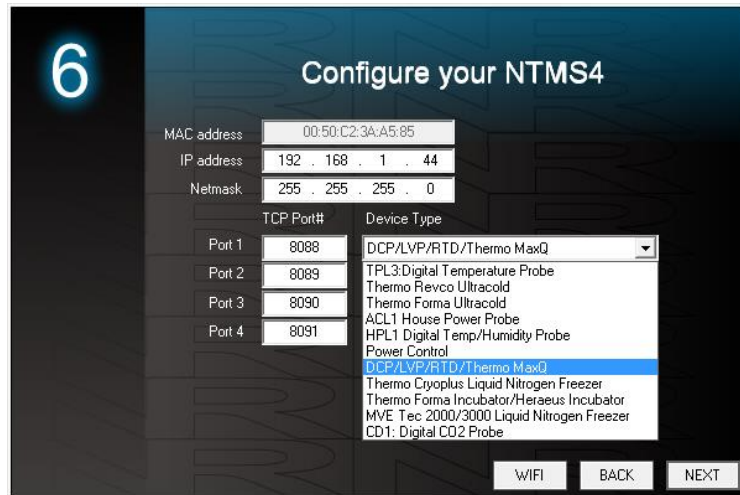 6
Configure your NTMS4
MAC address 00:50:C2:3A:A5:85
IP address 192 . 168 . 1 . 44
Netmask 255 . 255 . 255 . 0
TCP Port# Device Type
Port 1 8088 DCP/LVP/RTD/Thermo MaxQ
Port 2 8089
Port 3 8090
Port 4 8091
TPL3:Digital Temperature Probe
Thermo Revco Ultracold
Thermo Forma Ultracold
ACL1 House Power Probe
HPL1 Digital Temp/Humidity Probe
Power Control
DCP/LVP/RTD/Thermo MaxQ
Thermo Cryoplus Liquid Nitrogen Freezer
Thermo Forma Incubator/Heraeus Incubator
MVE Tec 2000/3000 Liquid Nitrogen Freezer
CD1: Digital CO2 Probe
WIFI BACK NEXT